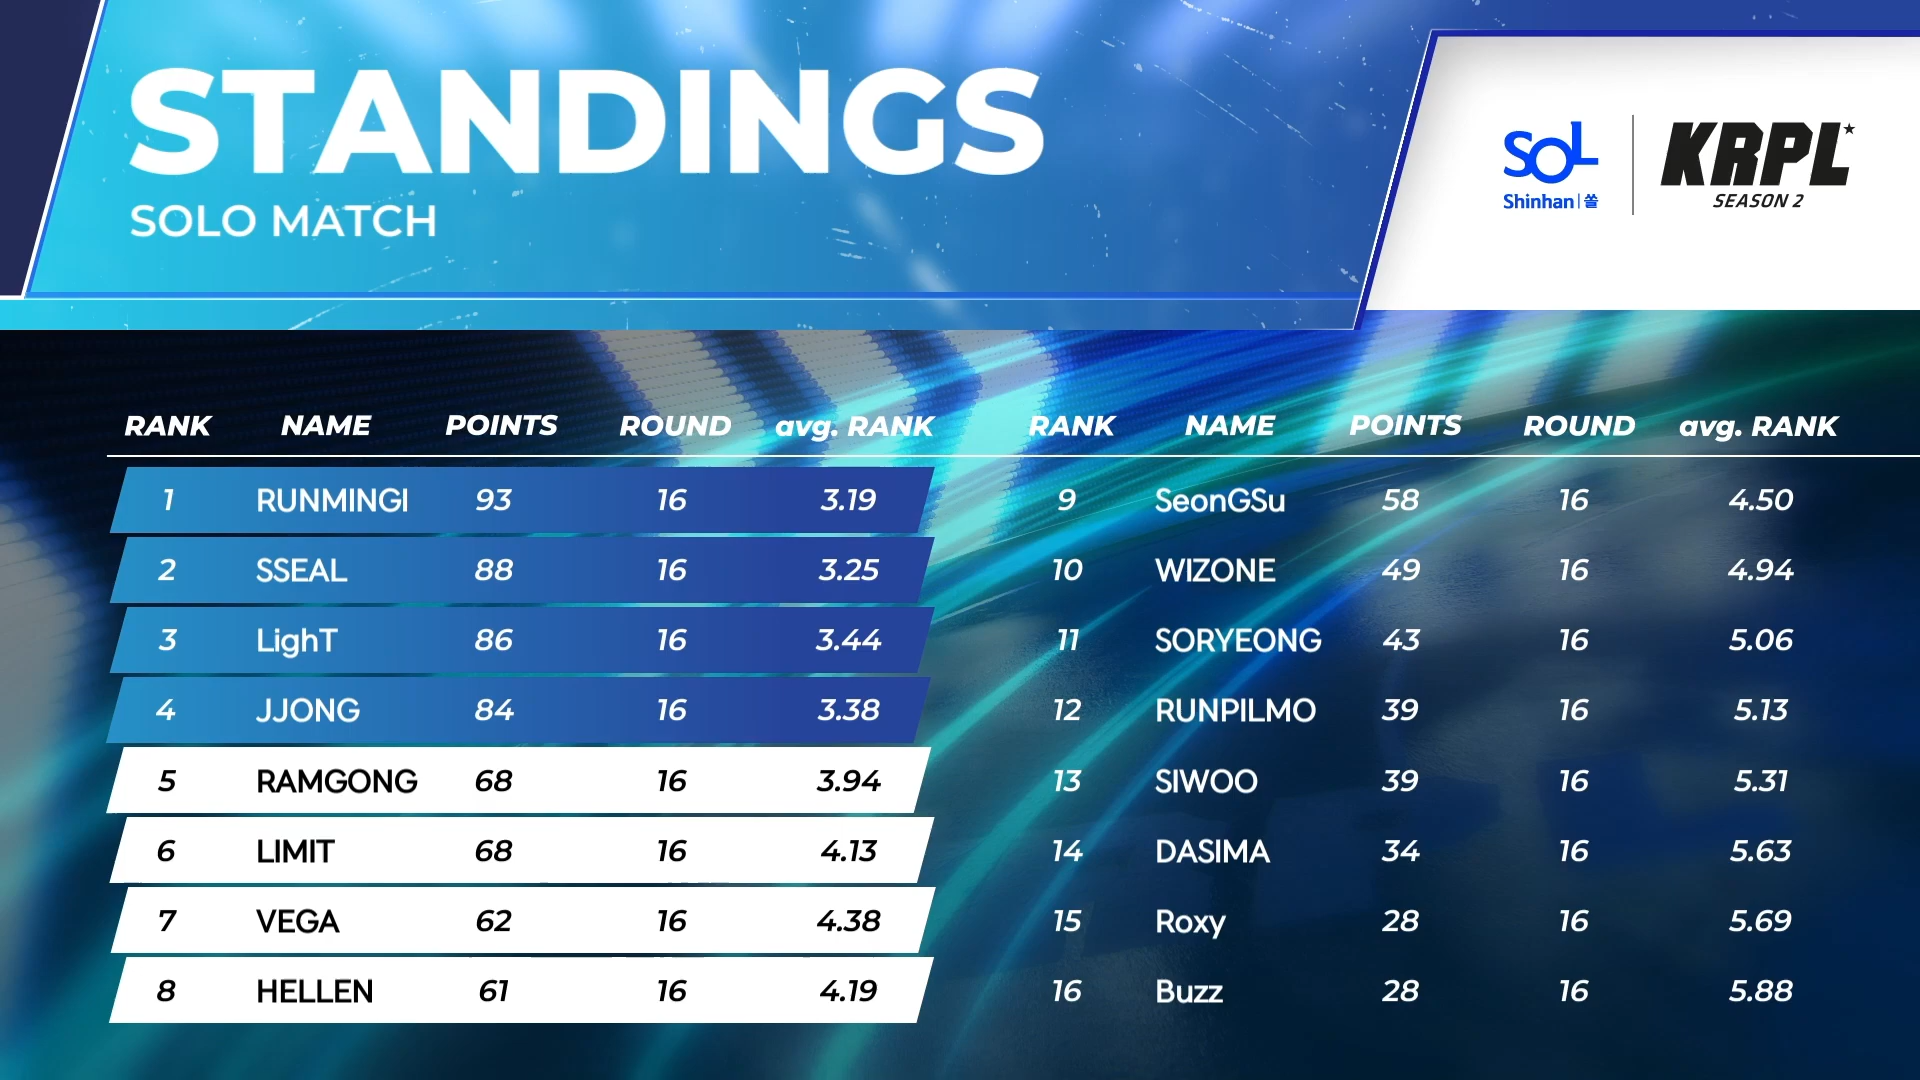 STANDINGS
SOLO MATCH
SOL
Shinhan | 쏠
KRPL
SEASON 2
RANK NAME POINTS ROUND avg. RANK
1 RUNMINGI 93 16 3.19
2 SSEAL 88 16 3.25
3 LighT 86 16 3.44
4 JJONG 84 16 3.38
5 RAMGONG 68 16 3.94
6 LIMIT 68 16 4.13
7 VEGA 62 16 4.38
8 HELLEN 61 16 4.19
RANK NAME POINTS ROUND avg. RANK
9 SeonGSu 58 16 4.50
10 WIZONE 49 16 4.94
11 SORYEONG 43 16 5.06
12 RUNPILMO 39 16 5.13
13 SIWOO 39 16 5.31
14 DASIMA 34 16 5.63
15 Roxy 28 16 5.69
16 Buzz 28 16 5.88